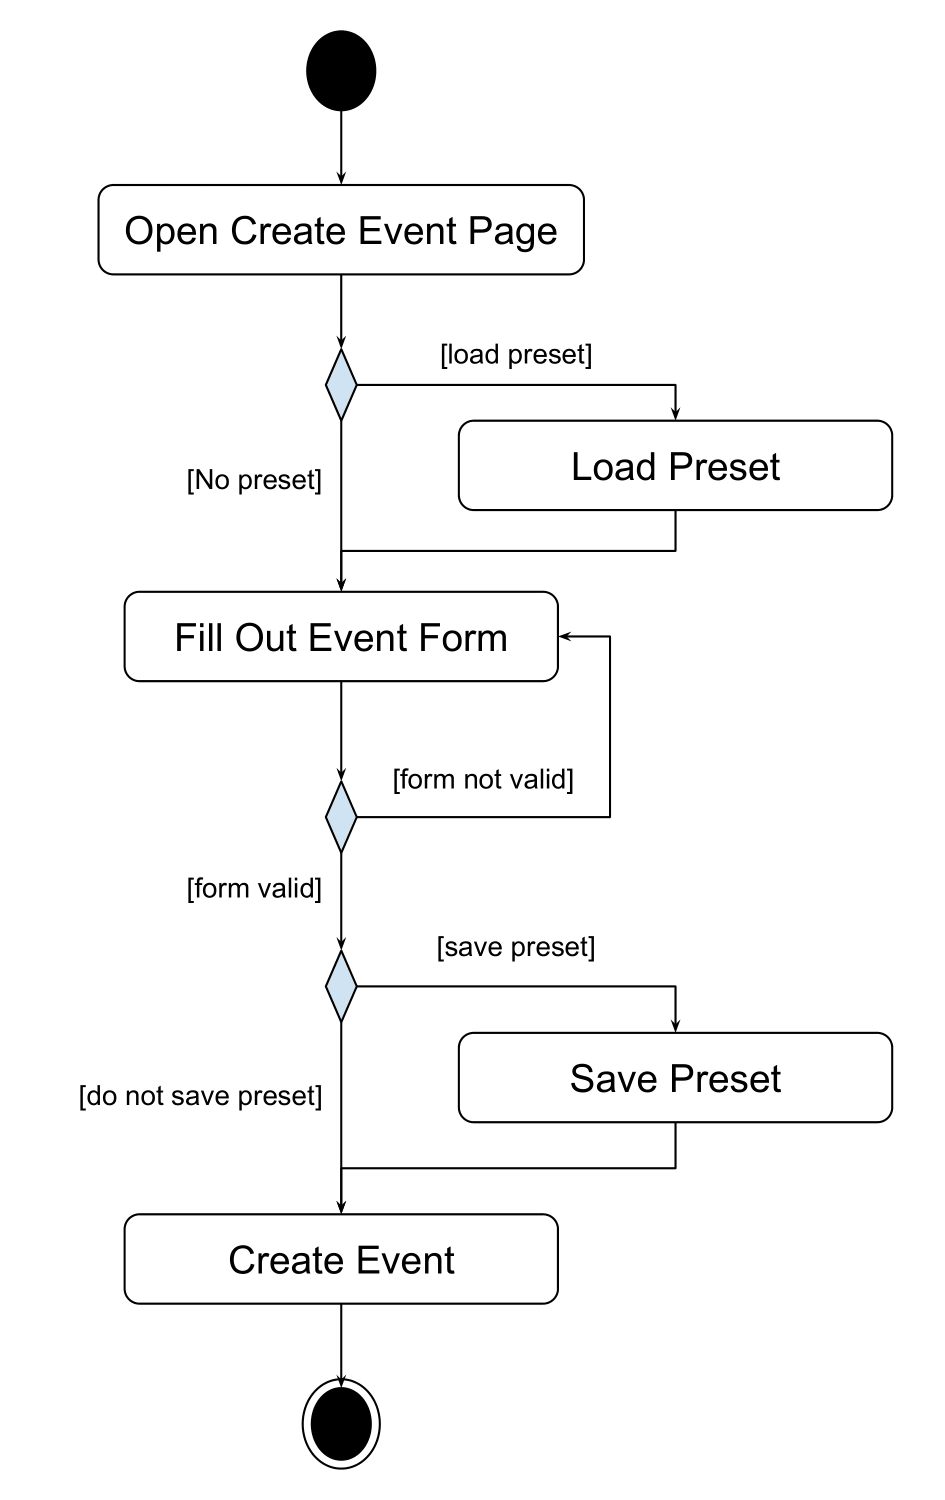 Open Create Event Page
[load preset]
Load Preset
[No preset]
Fill Out Event Form
[form not valid]
[form valid]
[save preset]
Save Preset
[do not save preset]
Create Event